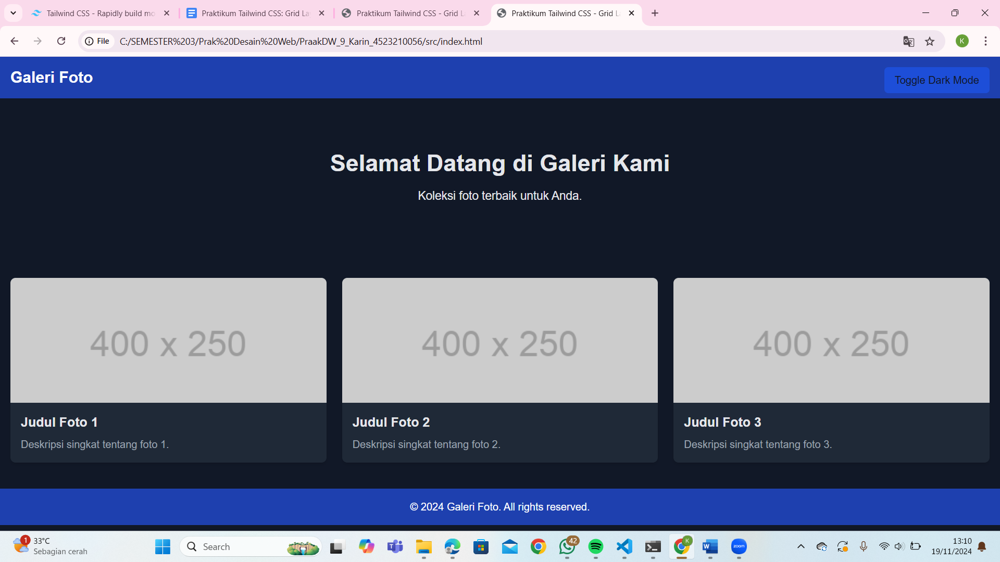 Tailwind CSS - Rapidly build mo
Praktikum Tailwind CSS: Grid La
Praktikum Tailwind CSS - Grid L
Praktikum Tailwind CSS - Grid L
File
C:/SEMESTER%203/Prak%20Desain%20Web/PraakDW_9_Karin_4523210056/src/index.html
K
Galeri Foto
Toggle Dark Mode
Selamat Datang di Galeri Kami
Koleksi foto terbaik untuk Anda.
400 x 250
400 x 250
400 x 250
Judul Foto 1
Judul Foto 2
Judul Foto 3
Deskripsi singkat tentang foto 1.
Deskripsi singkat tentang foto 2.
Deskripsi singkat tentang foto 3.
© 2024 Galeri Foto. All rights reserved.
1
33°C
Sebagian cerah
Search
42
K
zoom
13:10
19/11/2024